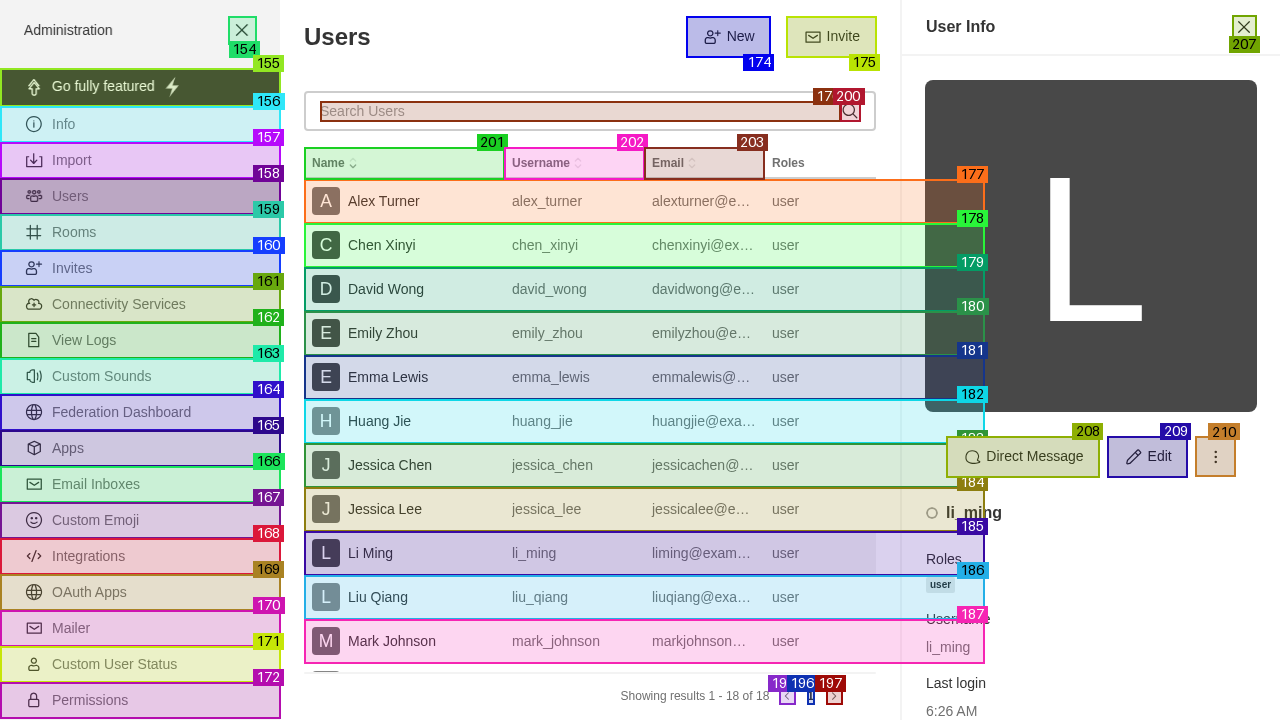 Administration
154
155
Go fully featured
156
Info
157
Import
158
Users
159
Rooms
160
Invites
161
Connectivity Services
162
View Logs
163
Custom Sounds
164
Federation Dashboard
165
Apps
166
Email Inboxes
167
Custom Emoji
168
Integrations
169
OAuth Apps
170
Mailer
171
Custom User Status
172
Permissions
Users
New
174
Invite
175
Search Users
200
201
202
203
Name
Username
Email
Roles
177
A Alex Turner alex_turner alexturner@e… user
178
C Chen Xinyi chen_xinyi chenxinyi@ex… user
179
D David Wong david_wong davidwong@e… user
180
E Emily Zhou emily_zhou emilyzhou@e… user
181
E Emma Lewis emma_lewis emmalewis@… user
182
H Huang Jie huang_jie huangjie@exa… user
J Jessica Chen jessica_chen jessicachen@… user
184
J Jessica Lee jessica_lee jessicalee@e… user
185
L Li Ming li_ming liming@exam… user
186
L Liu Qiang liu_qiang liuqiang@exa… user
187
M Mark Johnson mark_johnson markjohnson… user
Showing results 1 - 18 of 18
196
197
User Info
207
L
208
Direct Message
209
Edit
210
li_ming
Roles
user
Username
li_ming
Last login
6:26 AM